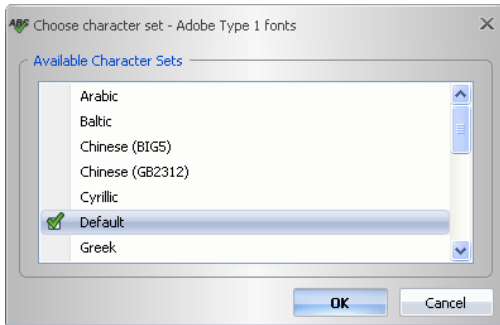 ABC Choose character set - Adobe Type 1 fonts
Available Character Sets
Arabic
Baltic
Chinese (BIG5)
Chinese (GB2312)
Cyrillic
Default
Greek
OK
Cancel